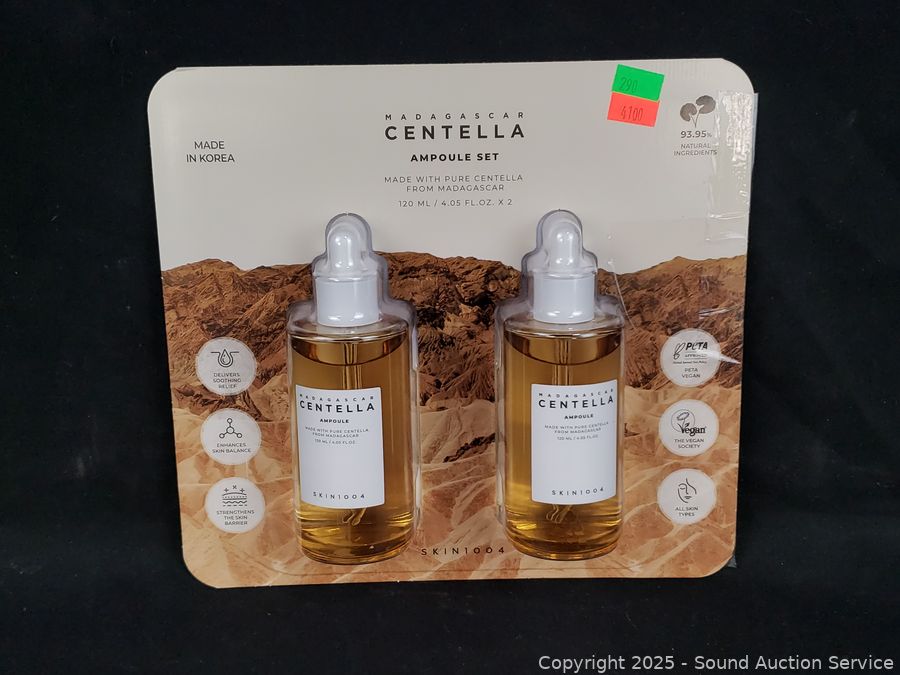 290
4100
MADAGASCAR
CENTELLA
AMPOULE SET
MADE WITH PURE CENTELLA
FROM MADAGASCAR
120 ML / 4.05 FL.OZ. X 2
MADE
IN KOREA
93.95%
NATURAL
INGREDIENTS
DELIVERS
SOOTHING
RELIEF
ENHANCES
SKIN BALANCE
STRENGTHENS
THE SKIN
BARRIER
MADAGASCAR
CENTELLA
AMPOULE
MADE WITH PURE CENTELLA
FROM MADAGASCAR
120 ML / 4.05 FL.OZ.
SKIN1004
MADAGASCAR
CENTELLA
AMPOULE
MADE WITH PURE CENTELLA
FROM MADAGASCAR
120 ML / 4.05 FL.OZ.
SKIN1004
PETA
APPROVED
PETA
VEGAN
Vegan
THE VEGAN
SOCIETY
ALL SKIN
TYPES
SKIN1004
Copyright 2025 - Sound Auction Service